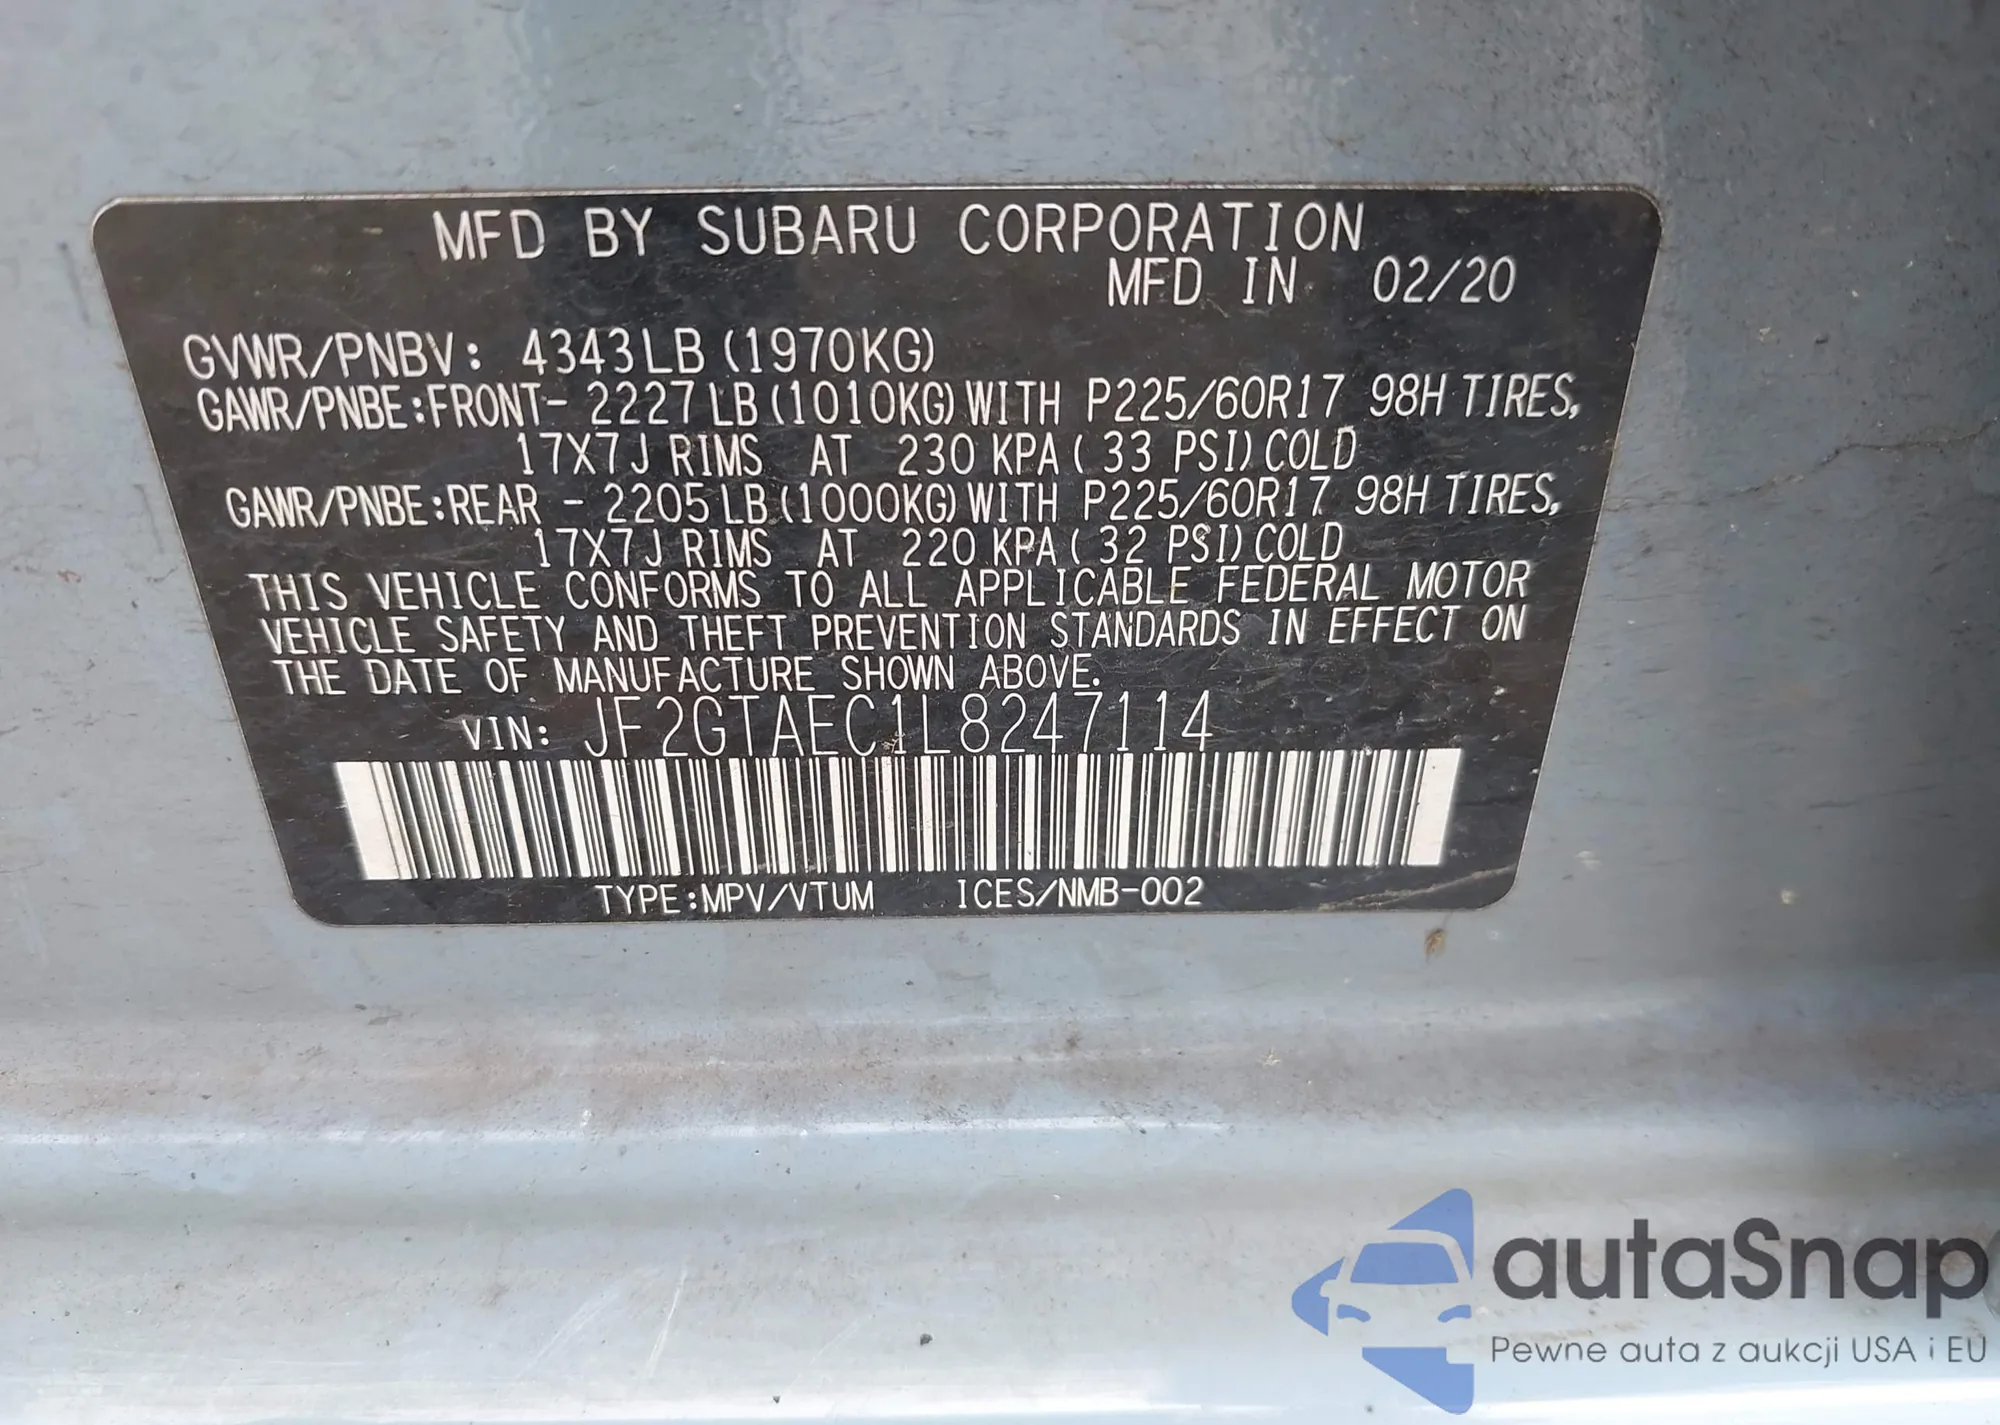 MFD BY SUBARU CORPORATION
MFD IN 02/20
GVWR/PNBV: 4343LB (1970KG)
GAWR/PNBE:FRONT- 2227LB (1010KG) WITH P225/60R17 98H TIRES,
17X7J RIMS AT 230 KPA ( 33 PSI) COLD
GAWR/PNBE:REAR - 2205LB (1000KG) WITH P225/60R17 98H TIRES,
17X7J RIMS AT 220 KPA ( 32 PSI) COLD
THIS VEHICLE CONFORMS TO ALL APPLICABLE FEDERAL MOTOR
VEHICLE SAFETY AND THEFT PREVENTION STANDARDS IN EFFECT ON
THE DATE OF MANUFACTURE SHOWN ABOVE.
VIN: JF2GTAEC1L8247114
TYPE:MPV/VTUM ICES/NMB-002
autaSnap
Pewne auta z aukcji USA i EU